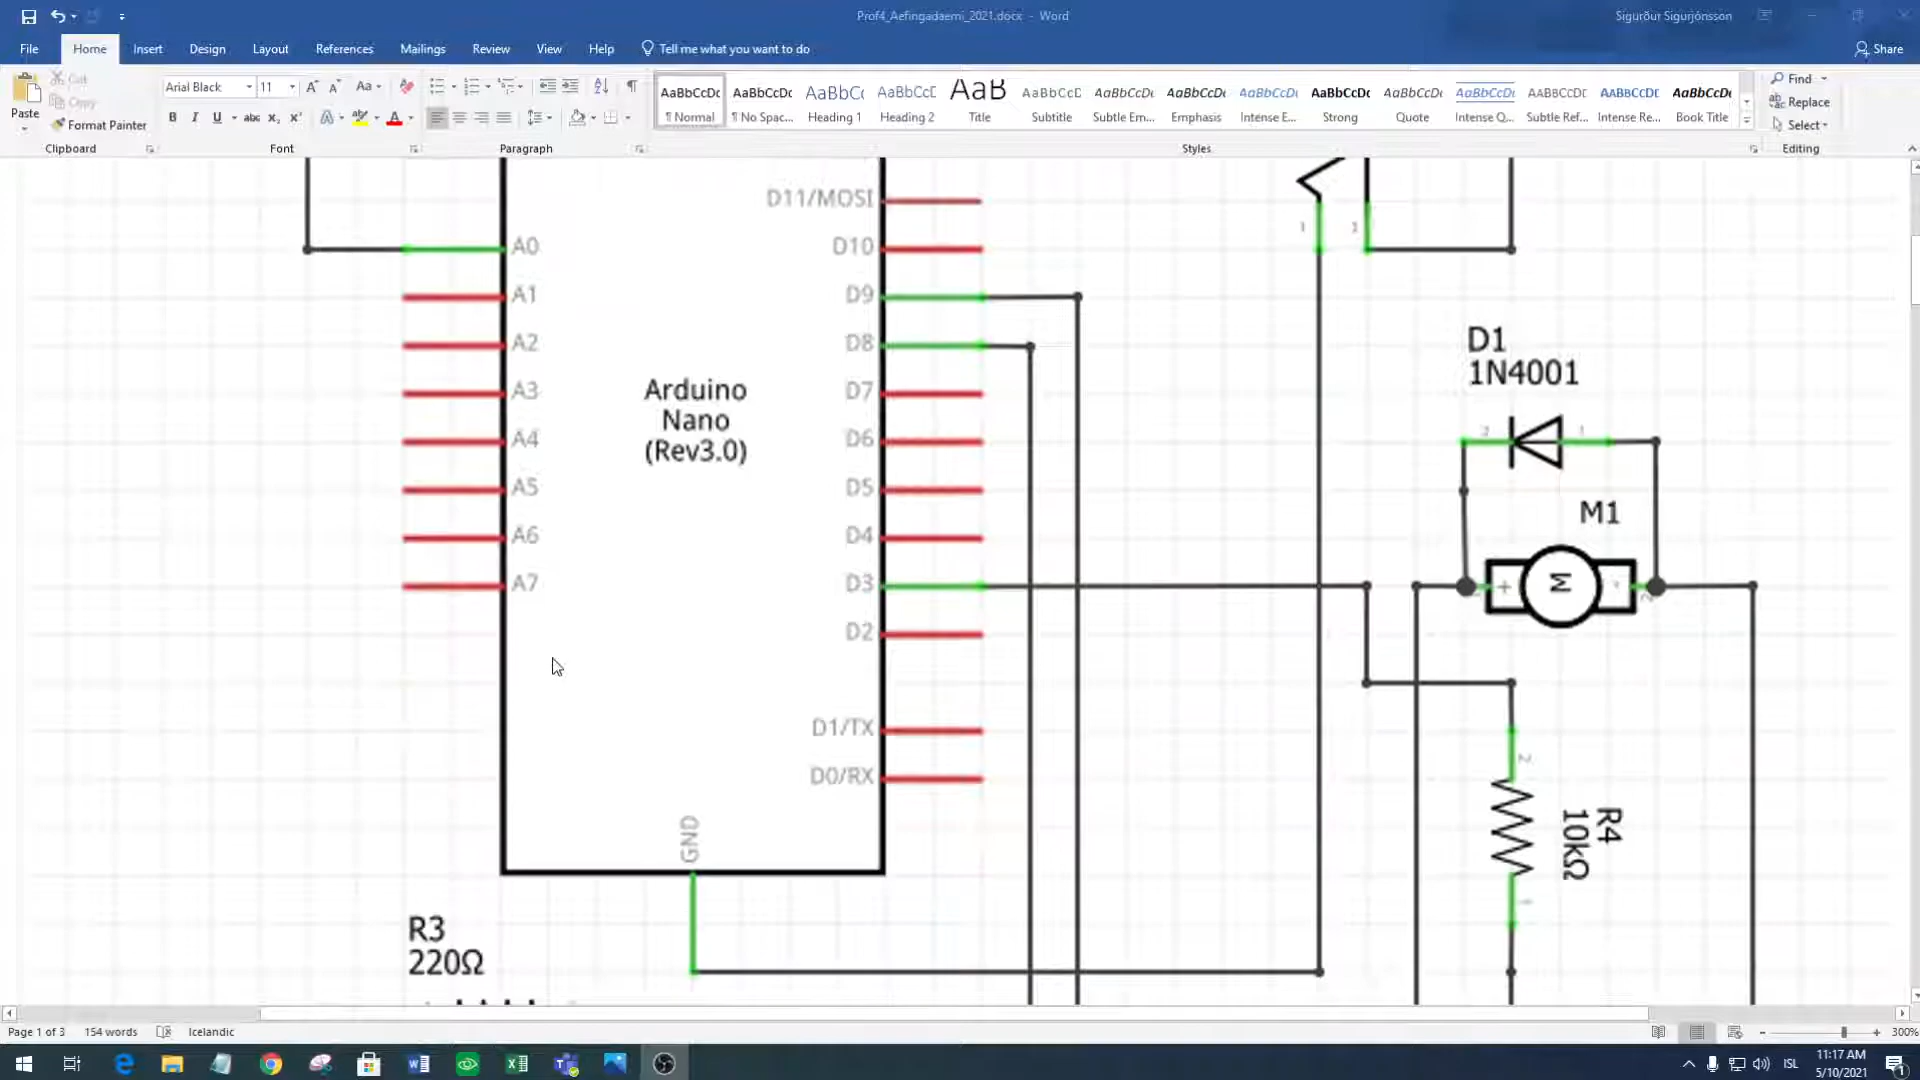 Prof4_Aefingadaemi_2021.docx - Word
Sigurður Sigurjónsson
File Home Insert Design Layout References Mailings Review View Help Tell me what you want to do Share
Paste
Cut
Copy
Format Painter
Clipboard
Arial Black 11
Font
Paragraph
AaBbCcDc AaBbCcDc AaBbCc AaBbCcC AaB AaBbCcC AaBbCcDc AaBbCcDc AaBbCcDc AaBbCcDc AaBbCcDc AaBbCcDc AABBCCDC AABBCCDC AaBbCcDc
¶ Normal ¶ No Spac... Heading 1 Heading 2 Title Subtitle Subtle Em... Emphasis Intense E... Strong Quote Intense Q... Subtle Ref... Intense Re... Book Title
Styles
Find
Replace
Select
Editing
D11/MOSI
A0 D10
A1 D9
A2 D8
A3 D7
A4 D6
A5 D5
A6 D4
A7 D3
D2
D1/TX
D0/RX
GND
Arduino
Nano
(Rev3.0)
1
D1
1N4001
2 1
M1
+ M -
2
R4
10kΩ
R3
220Ω
Page 1 of 3 154 words Icelandic 300%
ISL
11:17 AM
5/10/2021